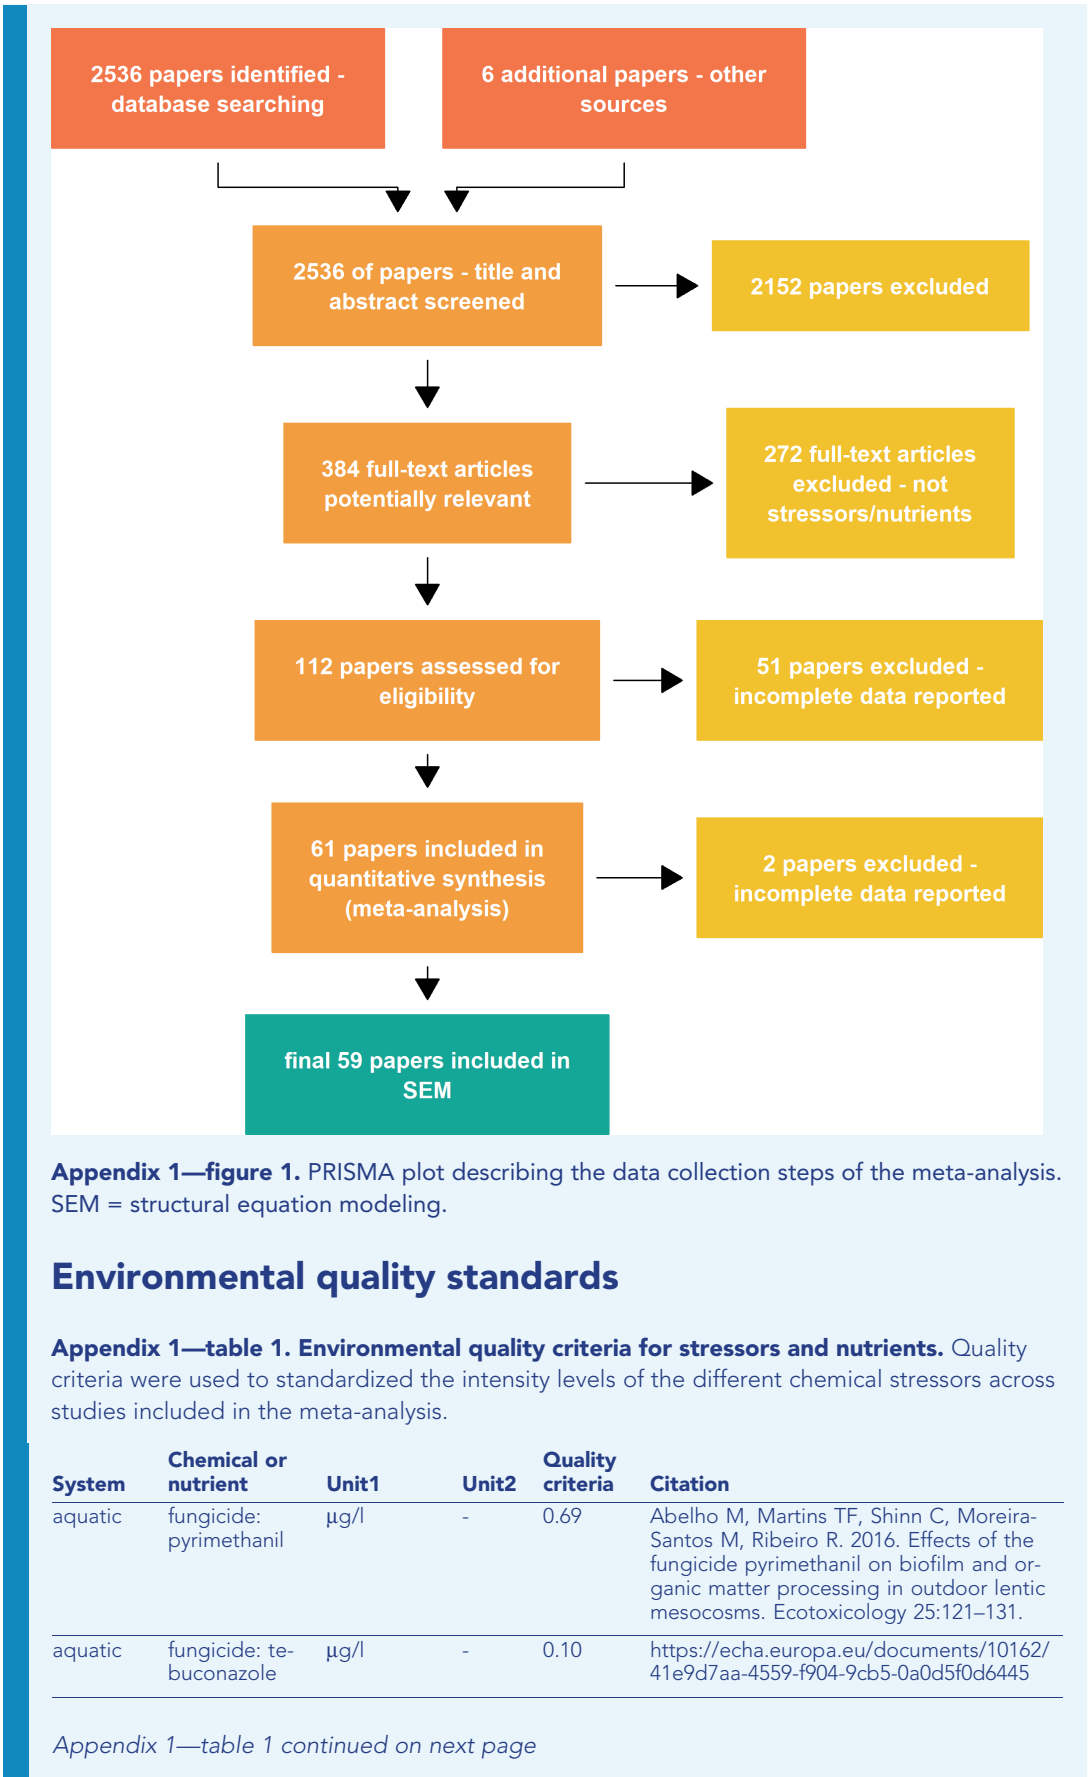 2536 papers identified -
database searching
6 additional papers - other
sources
2536 of papers - title and
abstract screened
2152 papers excluded
384 full-text articles
potentially relevant
272 full-text articles
excluded - not
stressors/nutrients
112 papers assessed for
eligibility
51 papers excluded -
incomplete data reported
61 papers included in
quantitative synthesis
(meta-analysis)
2 papers excluded -
incomplete data reported
final 59 papers included in
SEM
Appendix 1—figure 1. PRISMA plot describing the data collection steps of the meta-analysis.
SEM = structural equation modeling.
Environmental quality standards
Appendix 1—table 1. Environmental quality criteria for stressors and nutrients. Quality
criteria were used to standardized the intensity levels of the different chemical stressors across
studies included in the meta-analysis.
System
Chemical or
nutrient
Unit1
Unit2
Quality
criteria
Citation
aquatic
fungicide:
pyrimethanil
µg/l
-
0.69
Abelho M, Martins TF, Shinn C, Moreira-
Santos M, Ribeiro R. 2016. Effects of the
fungicide pyrimethanil on biofilm and or-
ganic matter processing in outdoor lentic
mesocosms. Ecotoxicology 25:121–131.
aquatic
fungicide: te-
buconazole
µg/l
-
0.10
https://echa.europa.eu/documents/10162/
41e9d7aa-4559-f904-9cb5-0a0d5f0d6445
Appendix 1—table 1 continued on next page